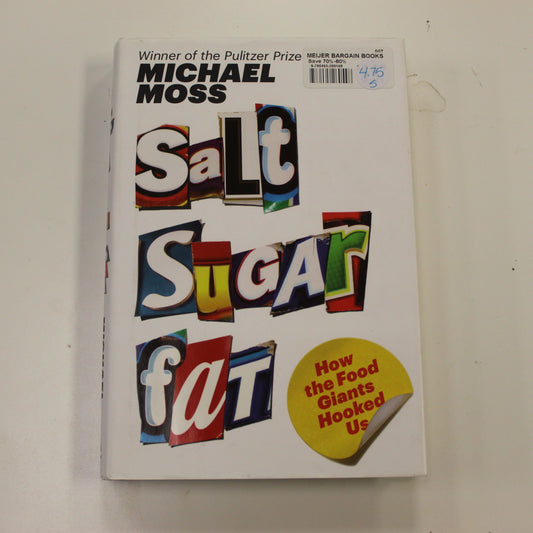 Winner of the Pulitzer Prize
MICHAEL
MOSS
MEIJER BARGAIN BOOKS
Save 70%-80%
4.75
5
Salt
SUGAR
fAT
How
the Food
Giants
Hooked
Us